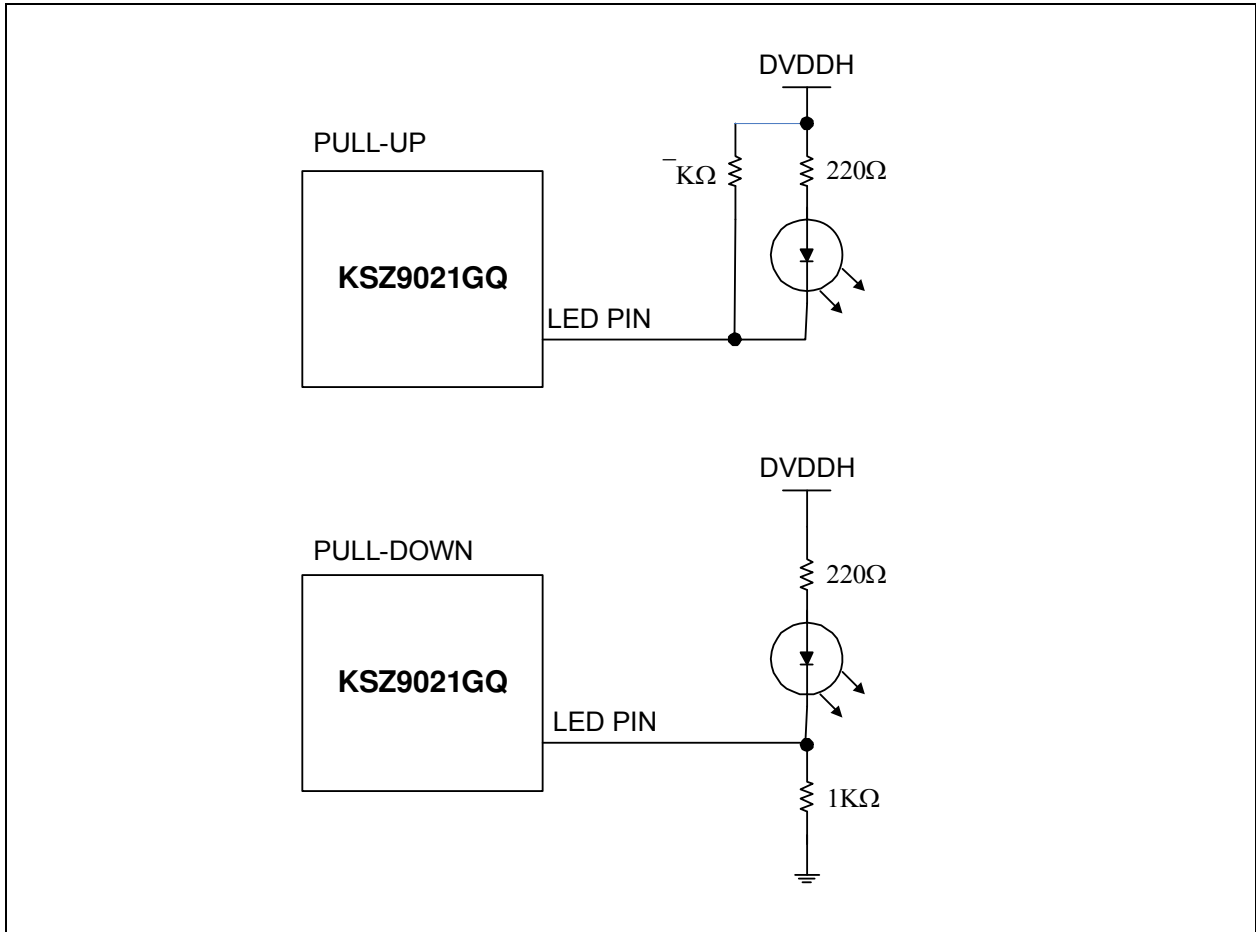 DVDDH
PULL-UP
KΩ
220Ω
KSZ9021GQ
LED PIN
DVDDH
PULL-DOWN
220Ω
KSZ9021GQ
LED PIN
1KΩ